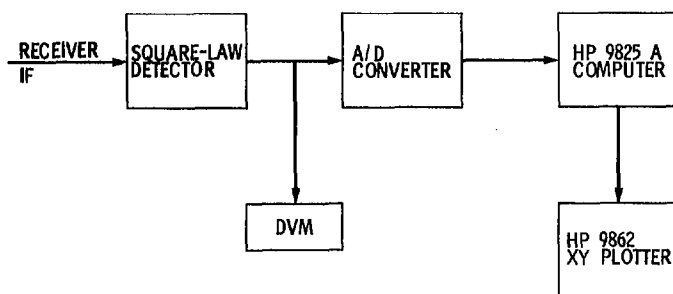 RECEIVER
IF
SQUARE-LAW
DETECTOR
A/D
CONVERTER
HP 9825 A
COMPUTER
DVM
HP 9862
XY PLOTTER